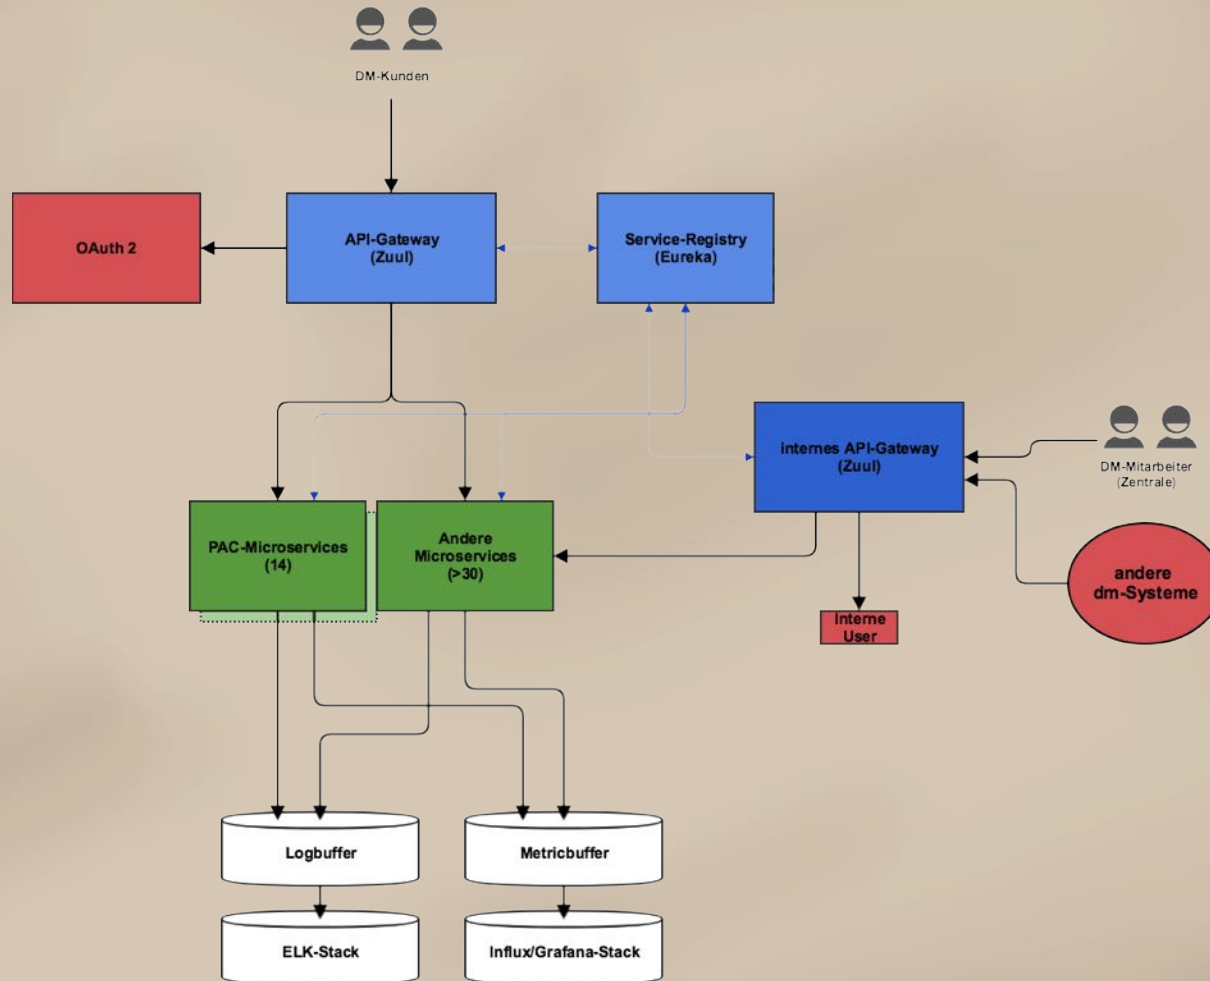 DM-Kunden
OAuth 2
API-Gateway
(Zuul)
Service-Registry
(Eureka)
internes API-Gateway
(Zuul)
DM-Mitarbeiter
(Zentrale)
PAC-Microservices
(14)
Andere
Microservices
(>30)
andere
dm-Systeme
Interne
User
Logbuffer
Metricbuffer
ELK-Stack
Influx/Grafana-Stack